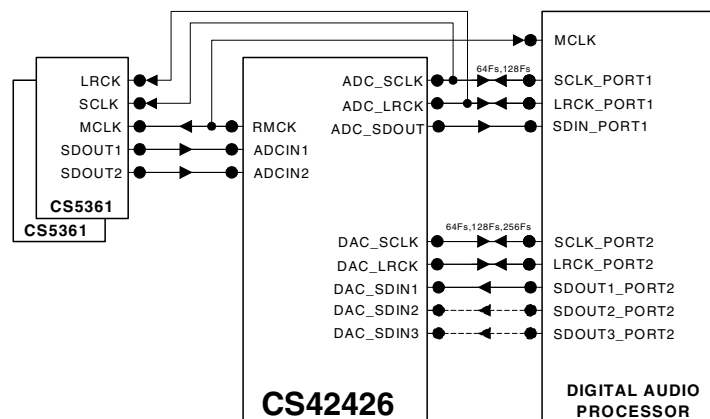 MCLK
64Fs,128Fs
LRCK
ADC_SCLK
SCLK_PORT1
SCLK
ADC_LRCK
LRCK_PORT1
MCLK
RMCK
ADC_SDOUT
SDIN_PORT1
SDOUT1
ADCIN1
SDOUT2
ADCIN2
CS5361
CS5361
64Fs,128Fs,256Fs
DAC_SCLK
SCLK_PORT2
DAC_LRCK
LRCK_PORT2
DAC_SDIN1
SDOUT1_PORT2
DAC_SDIN2
SDOUT2_PORT2
DAC_SDIN3
SDOUT3_PORT2
CS42426
DIGITAL AUDIO
PROCESSOR